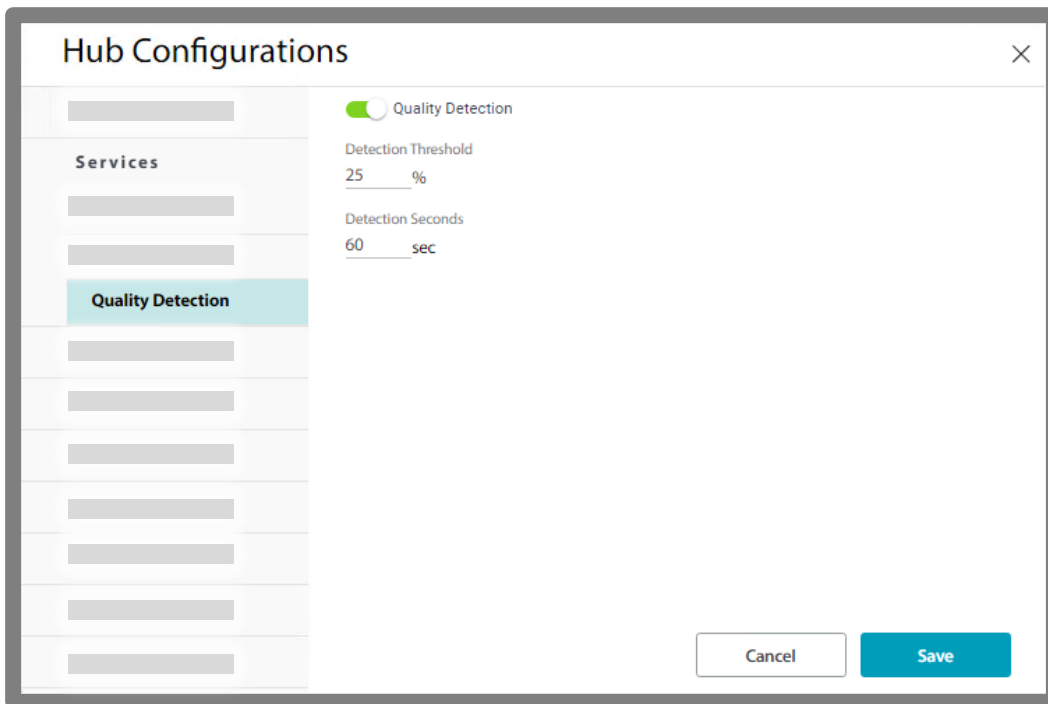 Hub Configurations
Services
Quality Detection
Quality Detection
Detection Threshold
25 %
Detection Seconds
60 sec
Cancel
Save